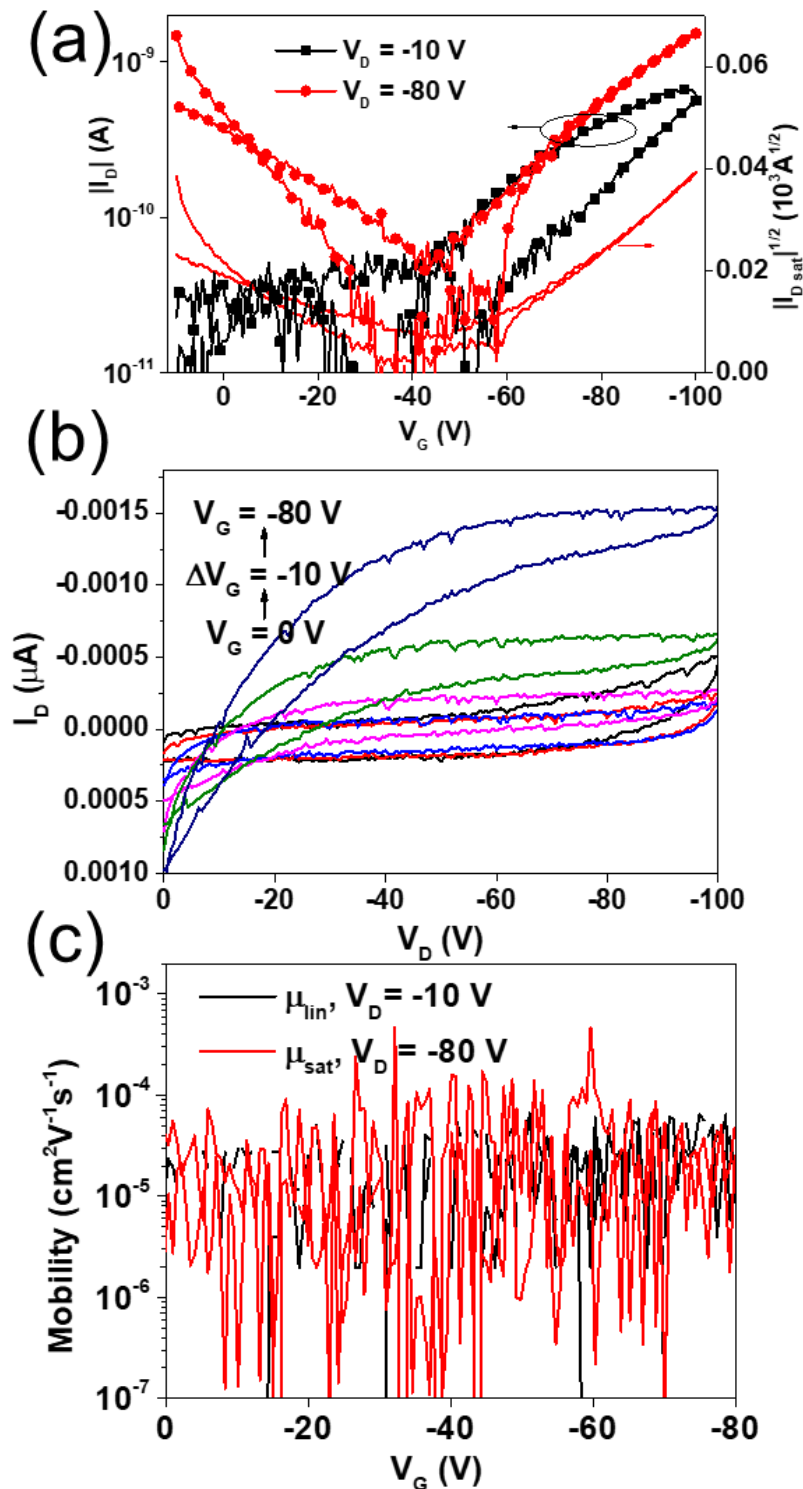 (a)
V_D = -10 V
V_D = -80 V
10^-9
10^-10
10^-11
|I_D| (A)
0.06
0.04
0.02
0.00
|I_D sat|^1/2 (10^3A^1/2)
0 -20 -40 -60 -80 -100
V_G (V)
(b)
V_G = -80 V
ΔV_G = -10 V
V_G = 0 V
-0.0015
-0.0010
-0.0005
0.0000
0.0005
0.0010
I_D (μA)
0 -20 -40 -60 -80 -100
V_D (V)
(c)
μ_lin, V_D = -10 V
μ_sat, V_D = -80 V
10^-3
10^-4
10^-5
10^-6
10^-7
Mobility (cm^2V^-1s^-1)
0 -20 -40 -60 -80
V_G (V)